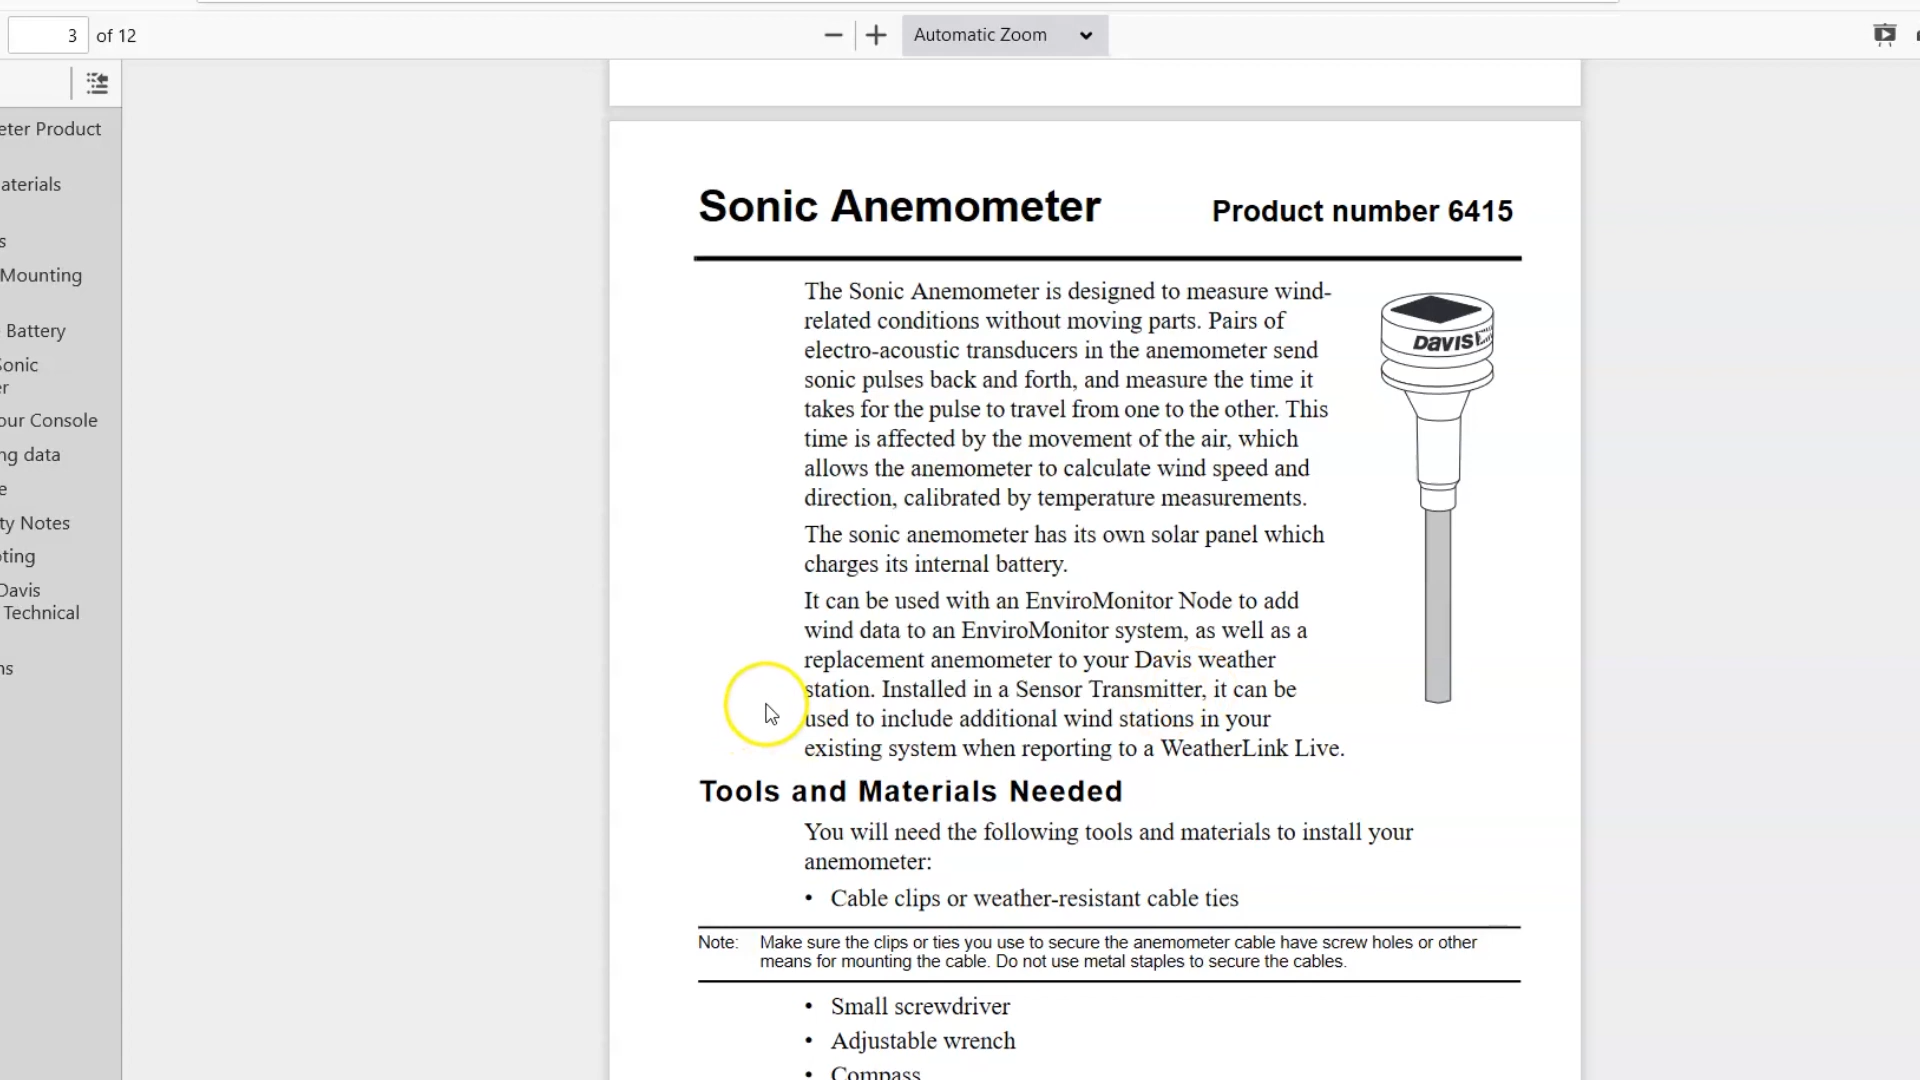 3 of 12
Automatic Zoom
eter Product
aterials
s
Mounting
Battery
Sonic
er
our Console
ng data
e
ty Notes
oting
Davis
Technical
ns
Sonic Anemometer Product number 6415
The Sonic Anemometer is designed to measure wind-
related conditions without moving parts. Pairs of
electro-acoustic transducers in the anemometer send
sonic pulses back and forth, and measure the time it
takes for the pulse to travel from one to the other. This
time is affected by the movement of the air, which
allows the anemometer to calculate wind speed and
direction, calibrated by temperature measurements.
Davis
The sonic anemometer has its own solar panel which
charges its internal battery.
It can be used with an EnviroMonitor Node to add
wind data to an EnviroMonitor system, as well as a
replacement anemometer to your Davis weather
station. Installed in a Sensor Transmitter, it can be
used to include additional wind stations in your
existing system when reporting to a WeatherLink Live.
Tools and Materials Needed
You will need the following tools and materials to install your
anemometer:
• Cable clips or weather-resistant cable ties
Note: Make sure the clips or ties you use to secure the anemometer cable have screw holes or other
means for mounting the cable. Do not use metal staples to secure the cables.
• Small screwdriver
• Adjustable wrench
• Compass